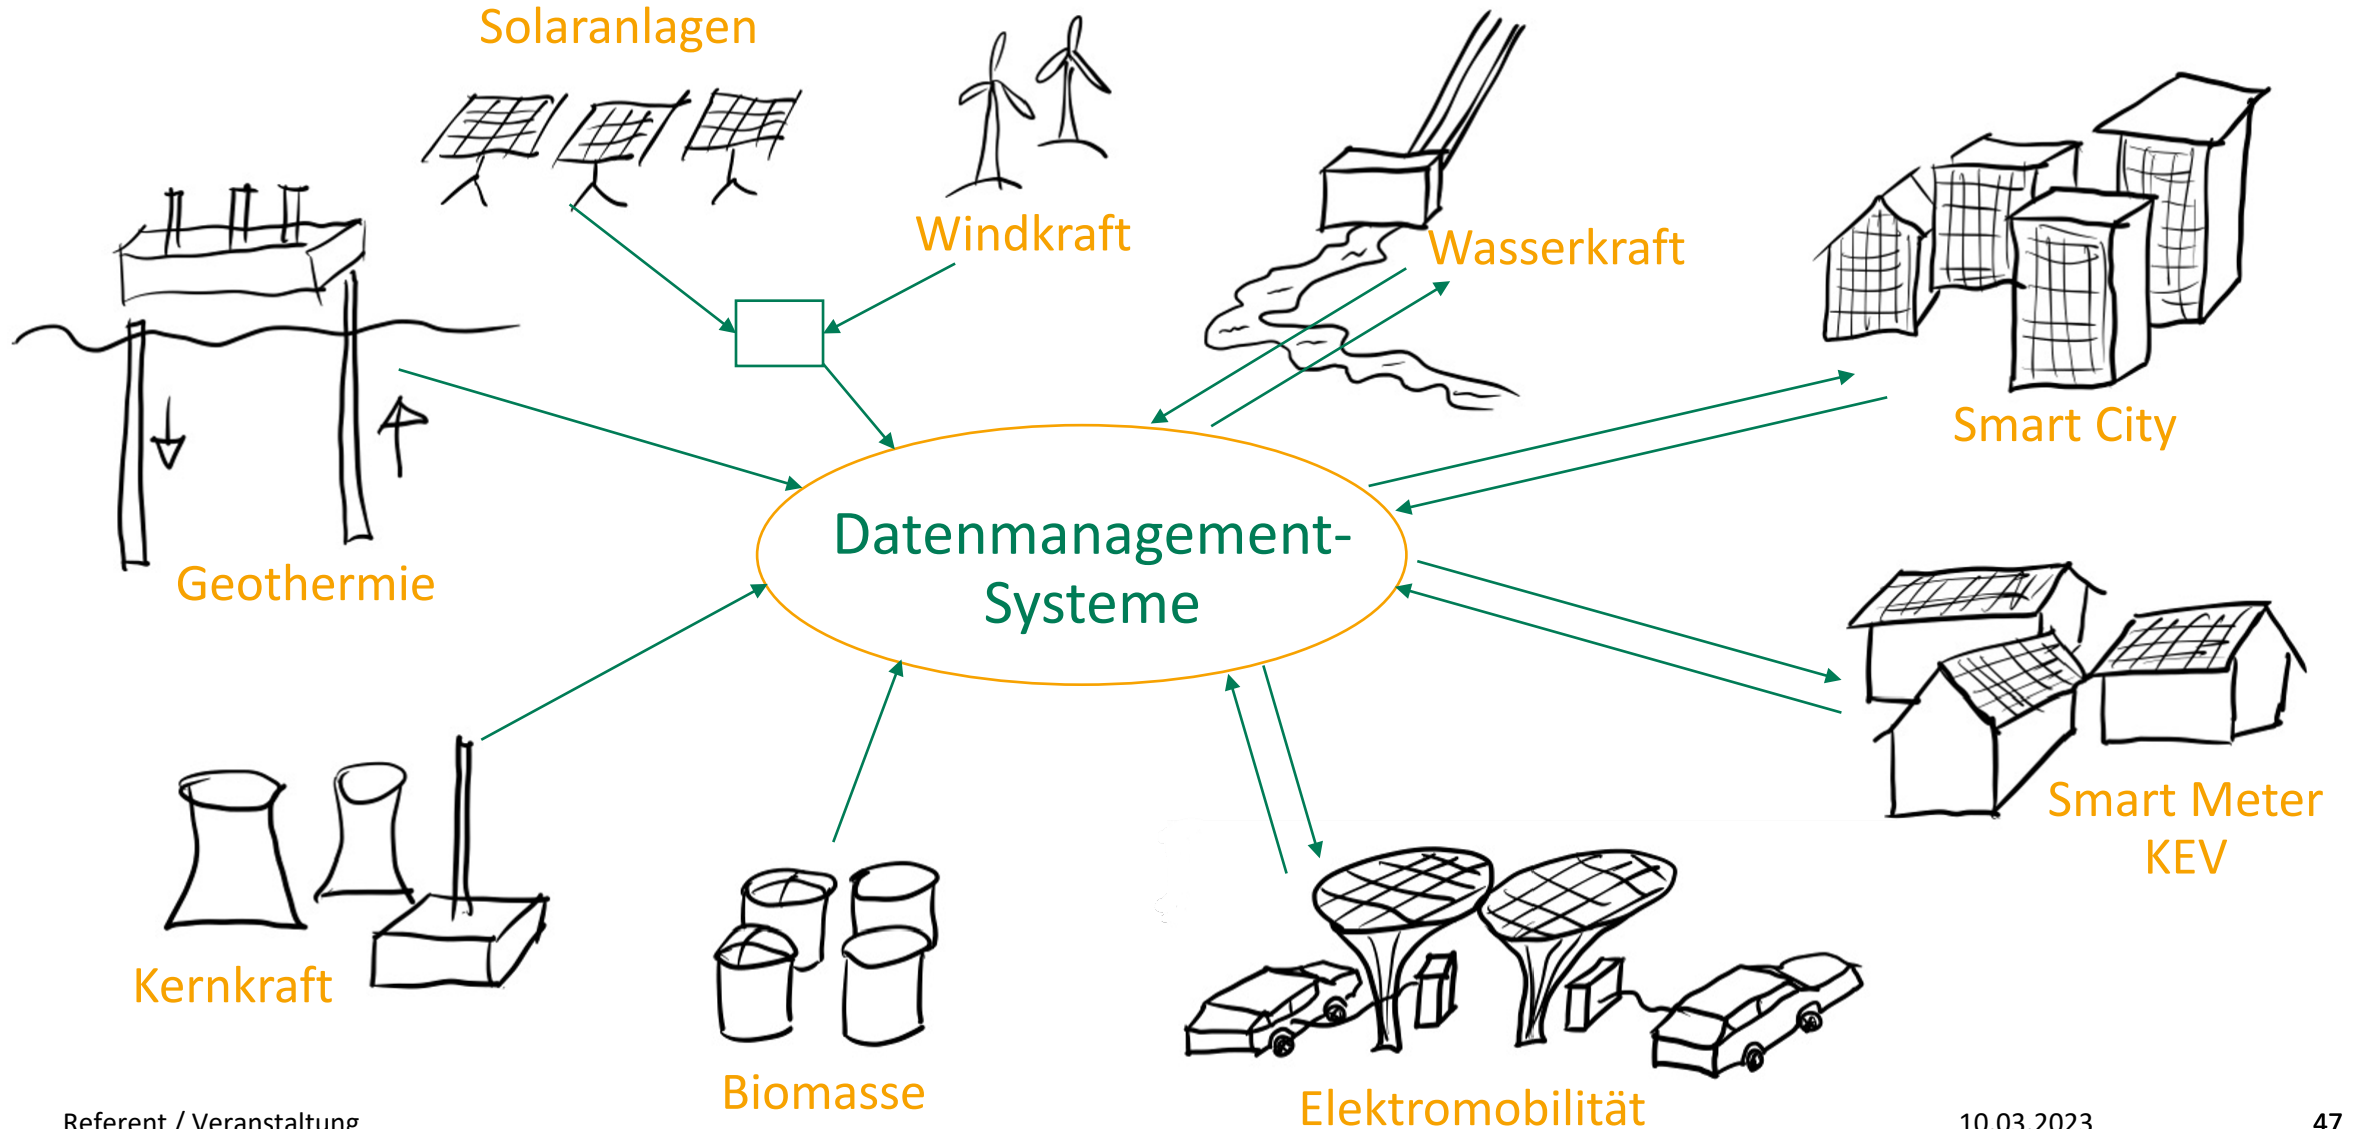 Solaranlagen
Windkraft
Wasserkraft
Smart City
Geothermie
Datenmanagement-
Systeme
Smart Meter
KEV
Kernkraft
Biomasse
Elektromobilität
Referent / Veranstaltung
10.03.2023
47